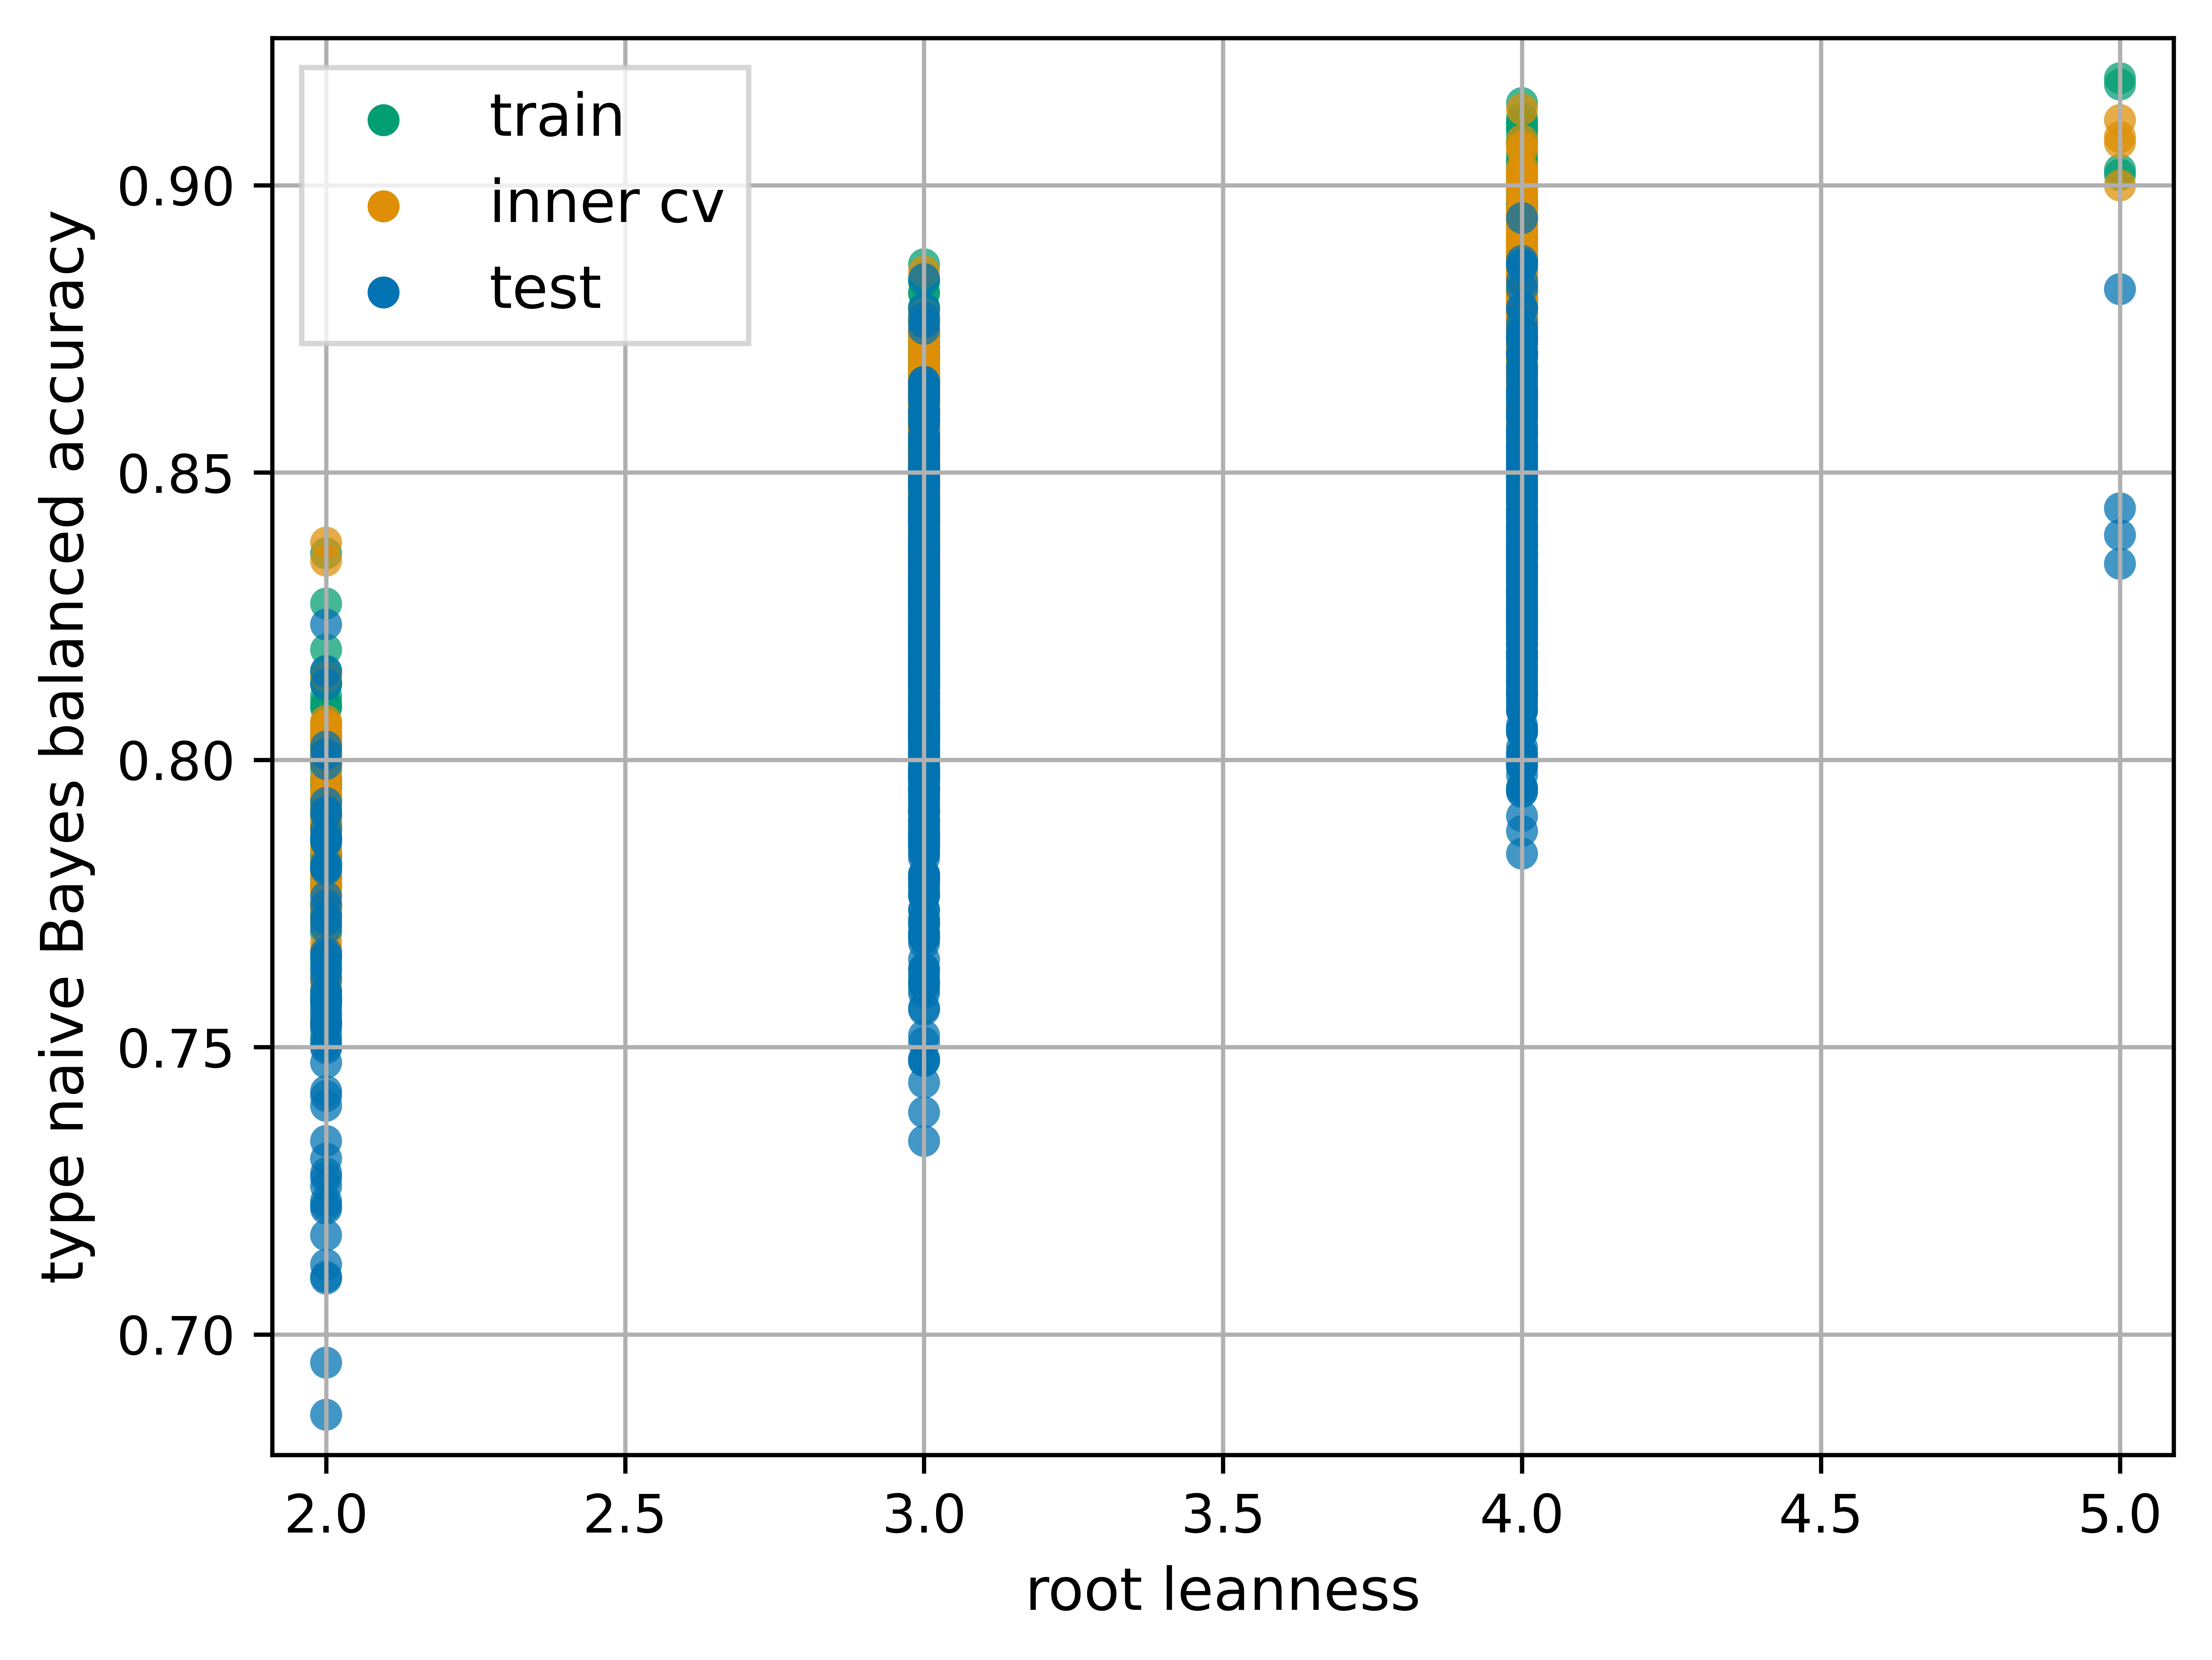 train
inner cv
test
0.90
0.85
0.80
0.75
0.70
type naive Bayes balanced accuracy
2.0 2.5 3.0 3.5 4.0 4.5 5.0
root leanness